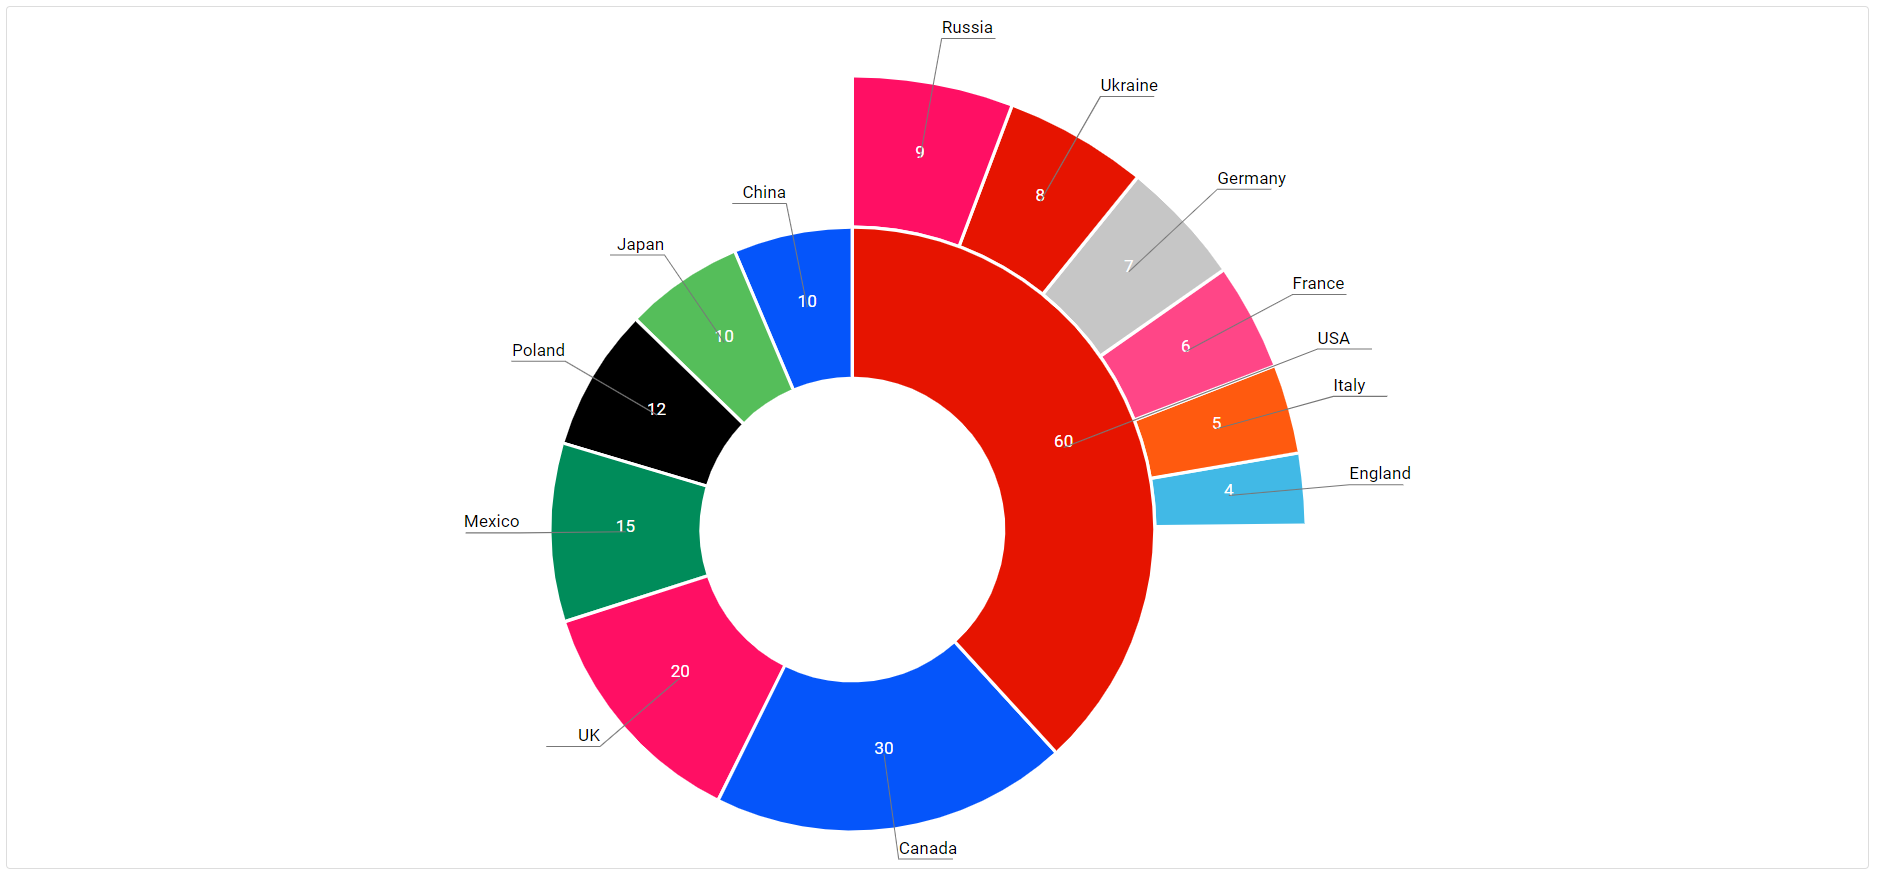 Russia
Ukraine
9
Germany
China
8
Japan
7
France
10
USA
10
6
Poland
Italy
12
5
60
England
4
Mexico
15
20
UK
30
Canada